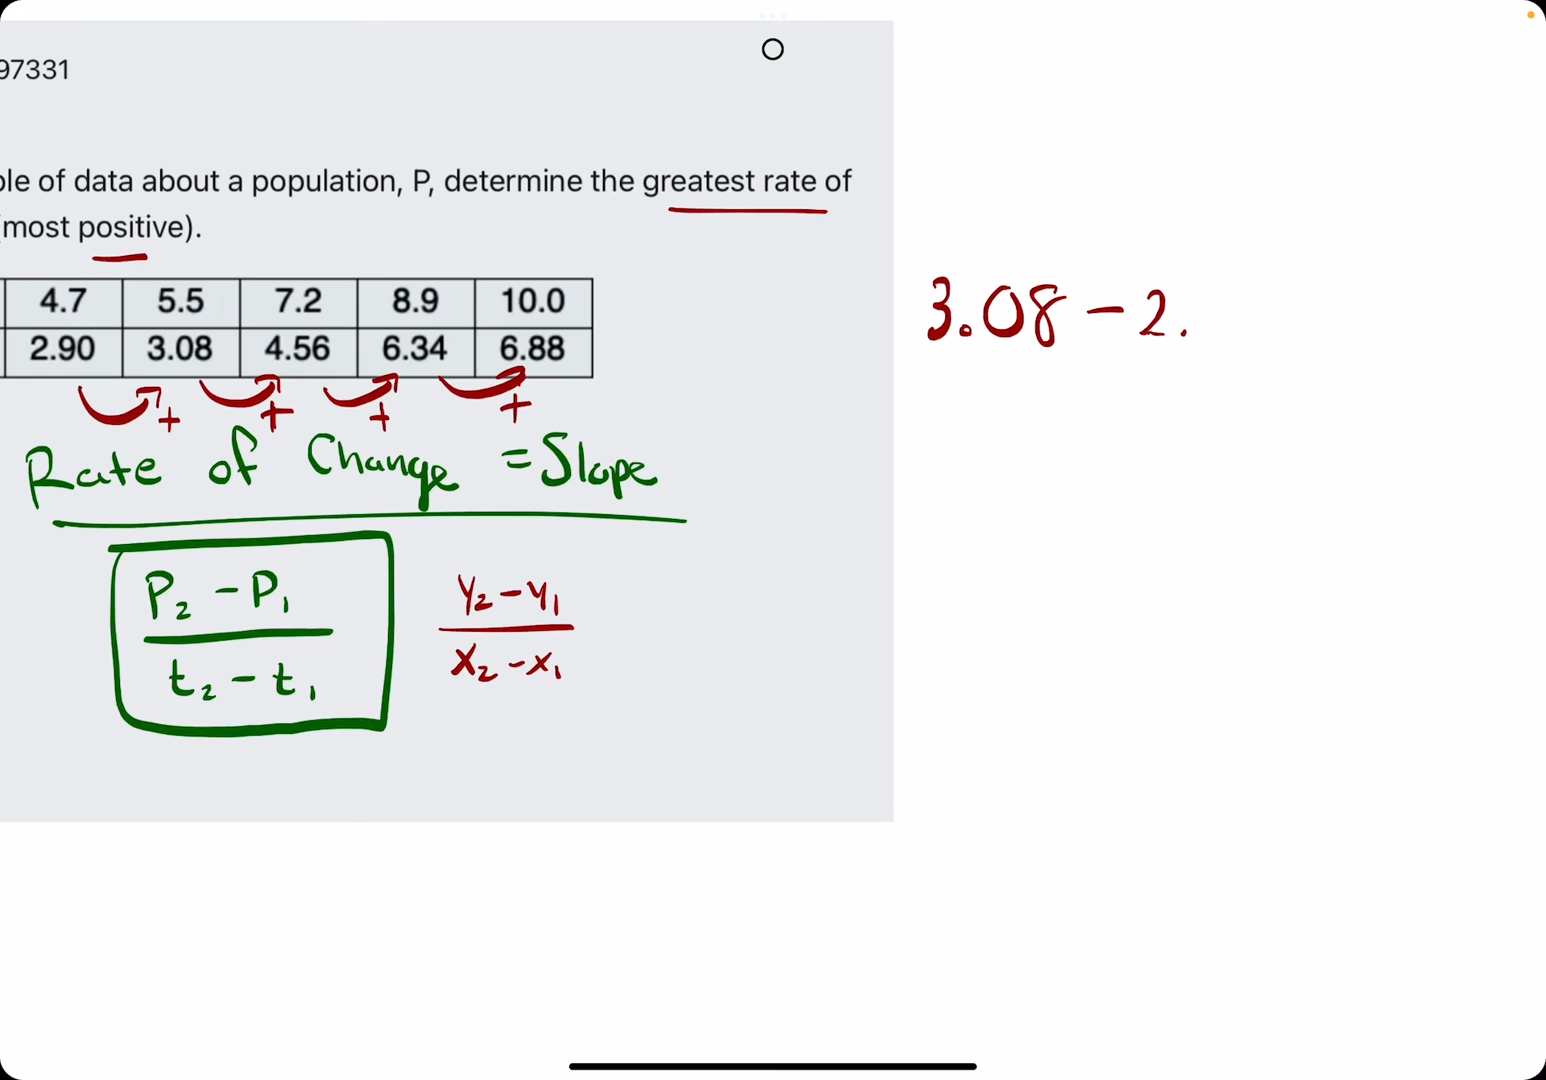 97331
ble of data about a population, P, determine the greatest rate of
(most positive).
4.7 5.5 7.2 8.9 10.0
2.90 3.08 4.56 6.34 6.88
+ + + +
Rate of Change = Slope
P₂ - P₁
t₂ - t₁
y₂ - y₁
x₂ - x₁
3.08 - 2.